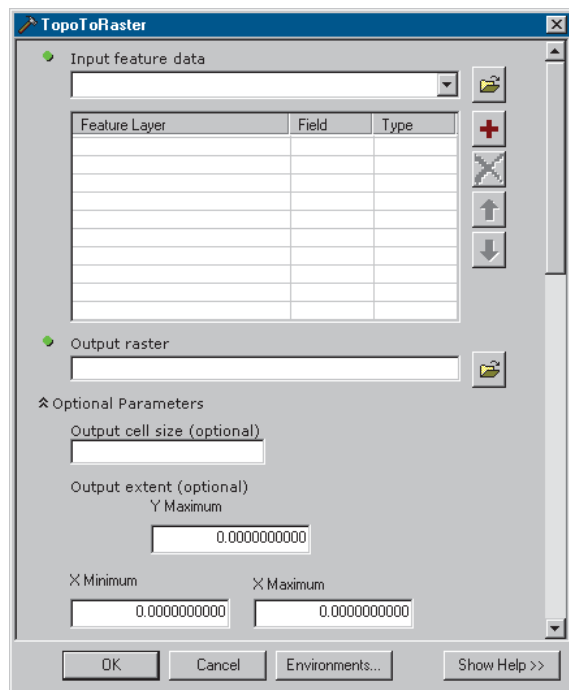 TopoToRaster
Input feature data
Feature Layer Field Type
Output raster
Optional Parameters
Output cell size (optional)
Output extent (optional)
Y Maximum
0.0000000000
X Minimum X Maximum
0.0000000000 0.0000000000
OK Cancel Environments... Show Help >>